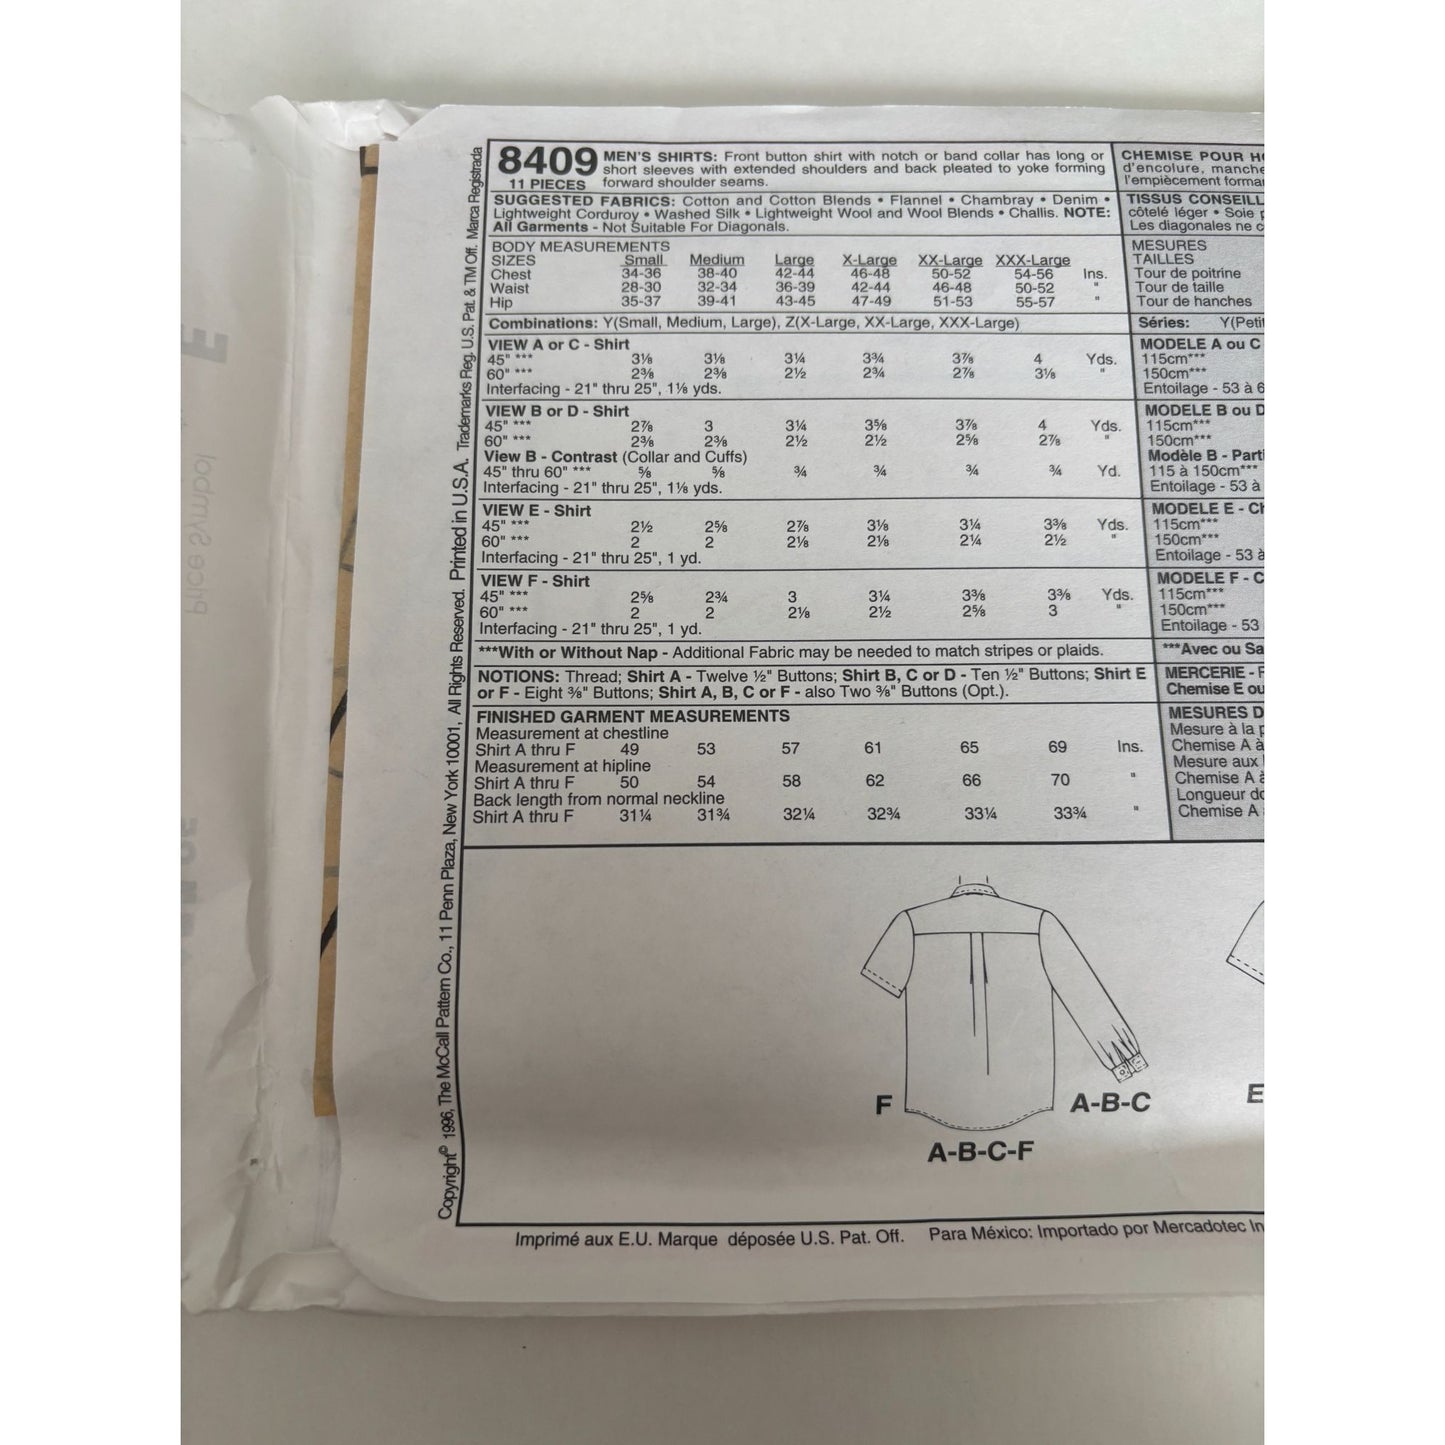 8409 MEN'S SHIRTS: Front button shirt with notch or band collar has long or
short sleeves with extended shoulders and back pleated to yoke forming
11 PIECES forward shoulder seams.
SUGGESTED FABRICS: Cotton and Cotton Blends • Flannel • Chambray • Denim •
Lightweight Corduroy • Washed Silk • Lightweight Wool and Wool Blends • Challis. NOTE:
All Garments - Not Suitable For Diagonals.
BODY MEASUREMENTS
SIZES Small Medium Large X-Large XX-Large XXX-Large
Chest 34-36 38-40 42-44 46-48 50-52 54-56 Ins.
Waist 28-30 32-34 36-39 42-44 46-48 50-52 "
Hip 35-37 39-41 43-45 47-49 51-53 55-57 "
Combinations: Y(Small, Medium, Large), Z(X-Large, XX-Large, XXX-Large)
VIEW A or C - Shirt
45" *** 3⅛ 3⅛ 3¼ 3¾ 3⅞ 4 Yds.
60" *** 2⅜ 2⅜ 2½ 2¾ 2⅞ 3⅛ "
Interfacing - 21" thru 25", 1⅛ yds.
VIEW B or D - Shirt
45" *** 2⅞ 3 3¼ 3⅝ 3⅞ 4 Yds.
60" *** 2⅜ 2⅜ 2½ 2½ 2⅝ 2⅞ "
View B - Contrast (Collar and Cuffs)
45" thru 60" *** ⅝ ⅝ ¾ ¾ ¾ ¾ Yd.
Interfacing - 21" thru 25", 1⅛ yds.
VIEW E - Shirt
45" *** 2½ 2⅝ 2⅞ 3⅛ 3¼ 3⅜ Yds.
60" *** 2 2 2⅛ 2⅛ 2¼ 2½ "
Interfacing - 21" thru 25", 1 yd.
VIEW F - Shirt
45" *** 2⅝ 2¾ 3 3¼ 3⅜ 3⅜ Yds.
60" *** 2 2 2⅛ 2½ 2⅝ 3 "
Interfacing - 21" thru 25", 1 yd.
***With or Without Nap - Additional Fabric may be needed to match stripes or plaids.
NOTIONS: Thread; Shirt A - Twelve ½" Buttons; Shirt B, C or D - Ten ½" Buttons; Shirt E
or F - Eight ⅜" Buttons; Shirt A, B, C or F - also Two ⅜" Buttons (Opt.).
FINISHED GARMENT MEASUREMENTS
Measurement at chestline
Shirt A thru F 49 53 57 61 65 69 Ins.
Measurement at hipline
Shirt A thru F 50 54 58 62 66 70 "
Back length from normal neckline
Shirt A thru F 31¼ 31¾ 32¼ 32¾ 33¼ 33¾ "
CHEMISE POUR H
d'encolure, manche
l'empiècement forma
TISSUS CONSEILL
côtelé léger • Soie
Les diagonales ne c
MESURES
TAILLES
Tour de poitrine
Tour de taille
Tour de hanches
Séries: Y(Peti
MODELE A ou C
115cm***
150cm***
Entoilage - 53 à 6
MODELE B ou D
115cm***
150cm***
Modèle B - Parti
115 à 150cm***
Entoilage - 53 à
MODELE E - Ch
115cm***
150cm***
Entoilage - 53 à
MODELE F - C
115cm***
150cm***
Entoilage - 53
***Avec ou Sa
MERCERIE - F
Chemise E ou
MESURES D
Mesure à la p
Chemise A à
Mesure aux
Chemise A à
Longueur do
Chemise A
F
A-B-C
A-B-C-F
E
Imprimé aux E.U. Marque déposée U.S. Pat. Off. Para México: Importado por Mercadotec In
Copyright© 1996, The McCall Pattern Co., 11 Penn Plaza, New York 10001, All Rights Reserved. Printed in U.S.A. Trademarks Reg. U.S. Pat. & TM Off. Marca Registrada
Price Symbol
E